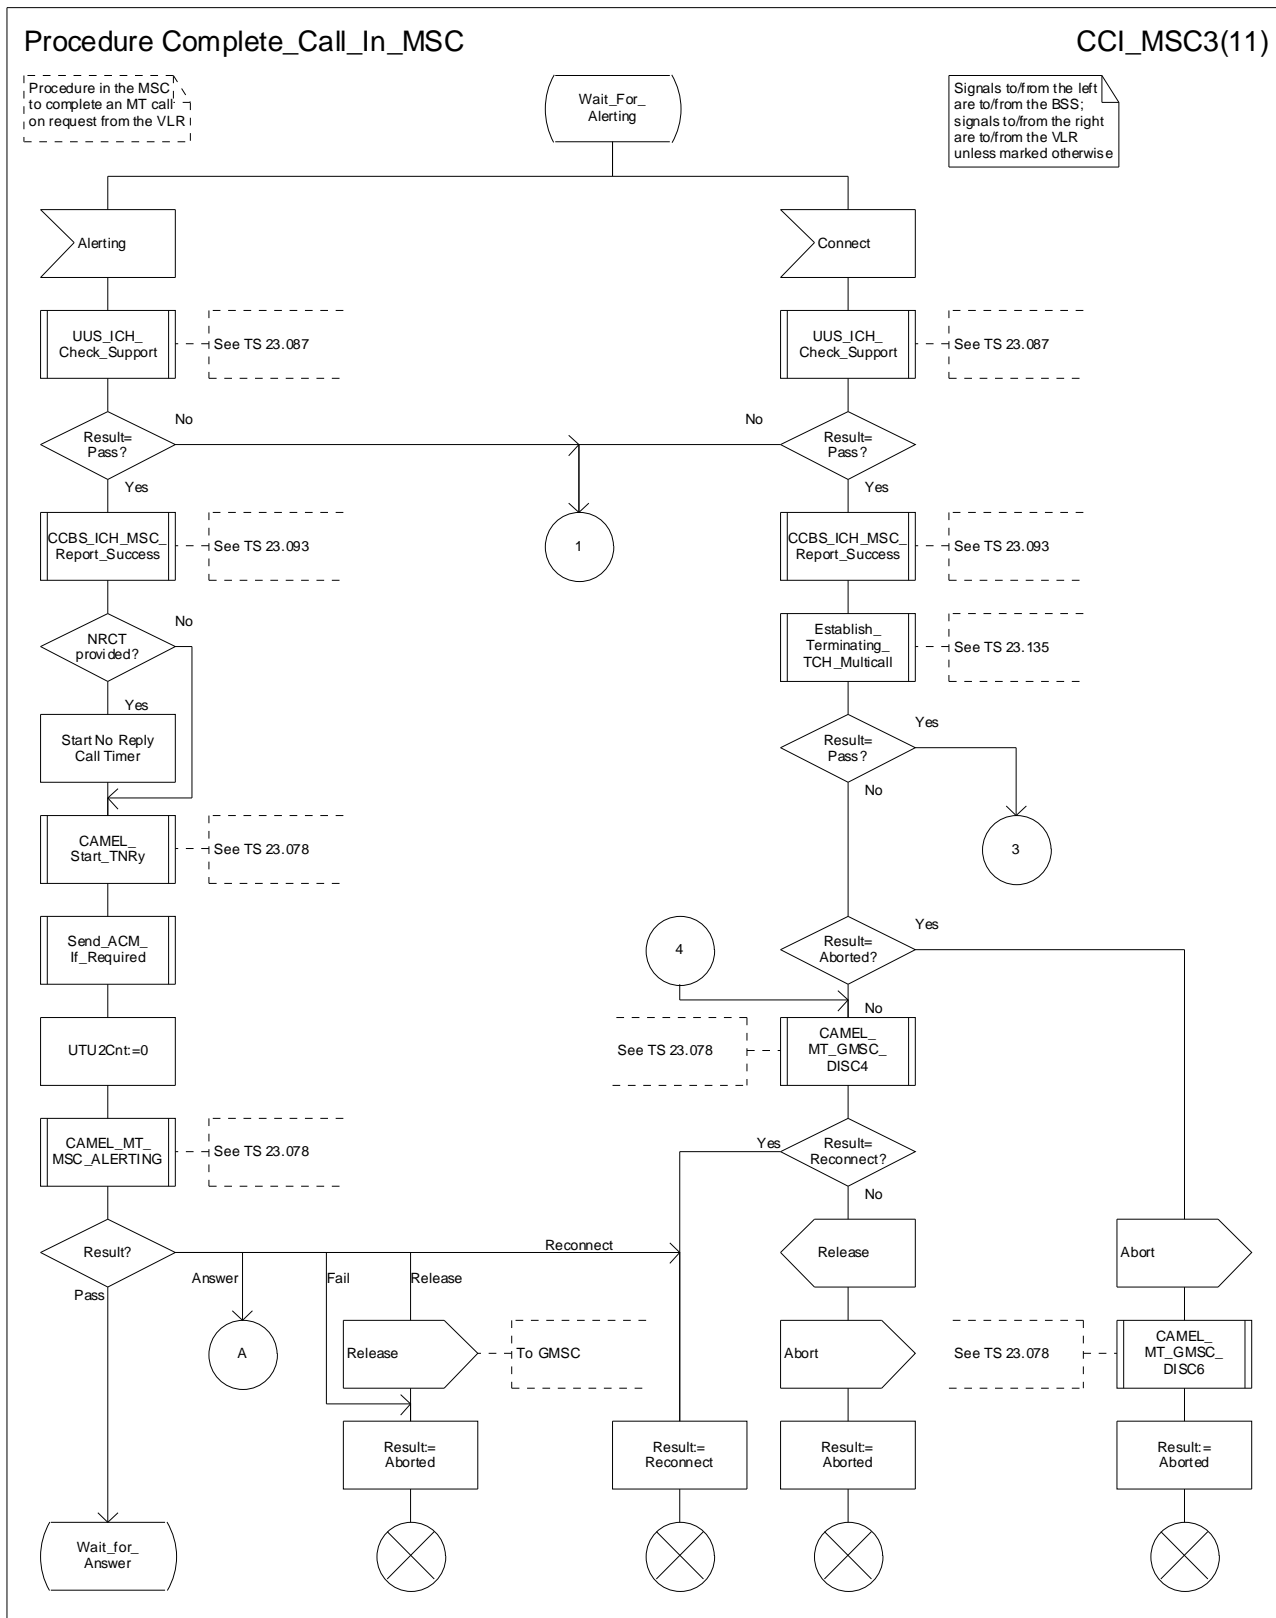 Procedure Complete_Call_In_MSC
CCI_MSC3(11)
Procedure in the MSC
to complete an MT call
on request from the VLR
Wait_For_
Alerting
Signals to/from the left
are to/from the BSS;
signals to/from the right
are to/from the VLR
unless marked otherwise
Alerting
Connect
UUS_ICH_
Check_Support
See TS 23.087
UUS_ICH_
Check_Support
See TS 23.087
No
No
Result=
Pass?
Result=
Pass?
Yes
Yes
CCBS_ICH_MSC_
Report_Success
See TS 23.093
1
CCBS_ICH_MSC_
Report_Success
See TS 23.093
No
NRCT
provided?
Establish_
Terminating_
TCH_Multicall
See TS 23.135
Yes
Yes
Start No Reply
Call Timer
Result=
Pass?
No
CAMEL_
Start_TNRy
See TS 23.078
3
Yes
Send_ACM_
If_Required
4
Result=
Aborted?
No
UTU2Cnt:=0
See TS 23.078
CAMEL_
MT_GMSC_
DISC4
CAMEL_MT_
MSC_ALERTING
See TS 23.078
Yes
Result=
Reconnect?
No
Result?
Reconnect
Release
Abort
Pass
Answer
Fail
Release
A
Release
To GMSC
Abort
See TS 23.078
CAMEL_
MT_GMSC_
DISC6
Result:=
Aborted
Result:=
Reconnect
Result:=
Aborted
Result:=
Aborted
Wait_for_
Answer